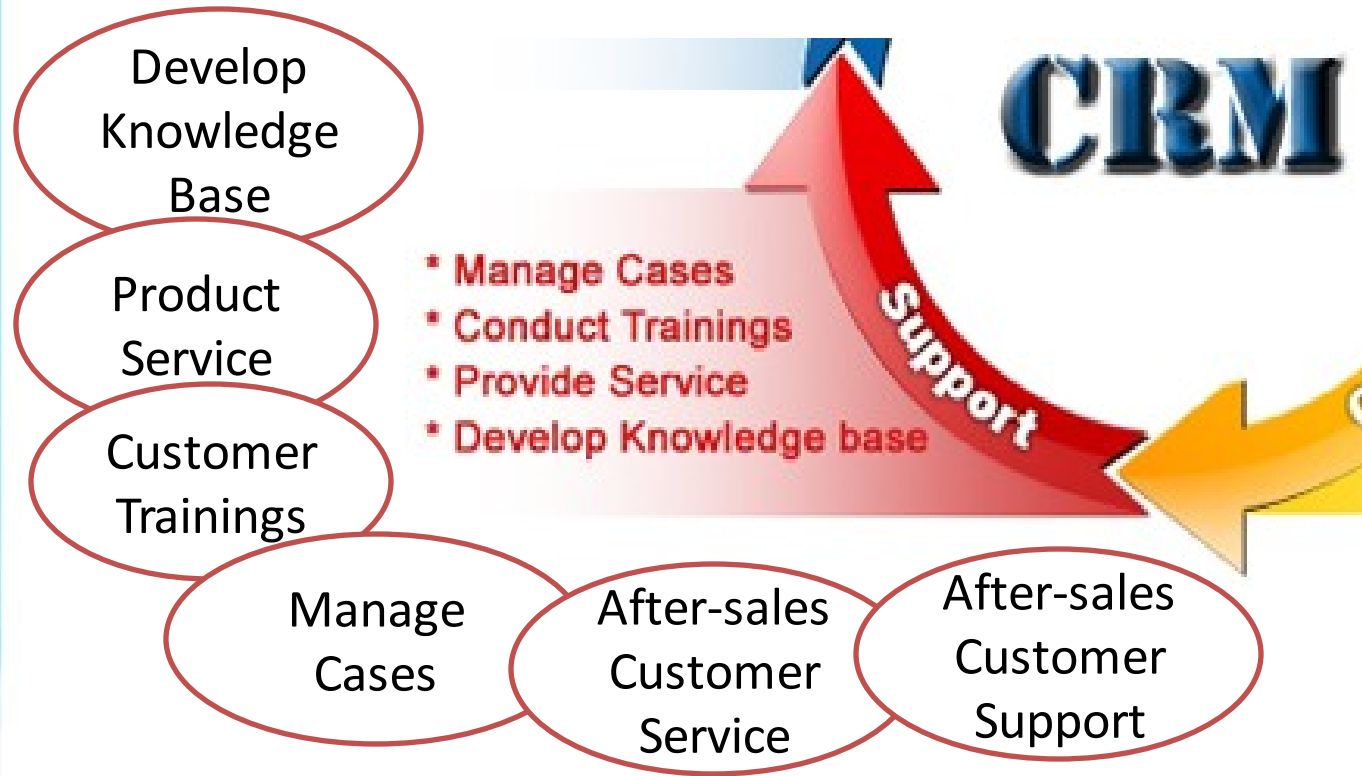 Develop
Knowledge
Base
Product
Service
Customer
Trainings
Manage
Cases
After-sales
Customer
Service
After-sales
Customer
Support
CRM
* Manage Cases
* Conduct Trainings
* Provide Service
* Develop Knowledge base
Support